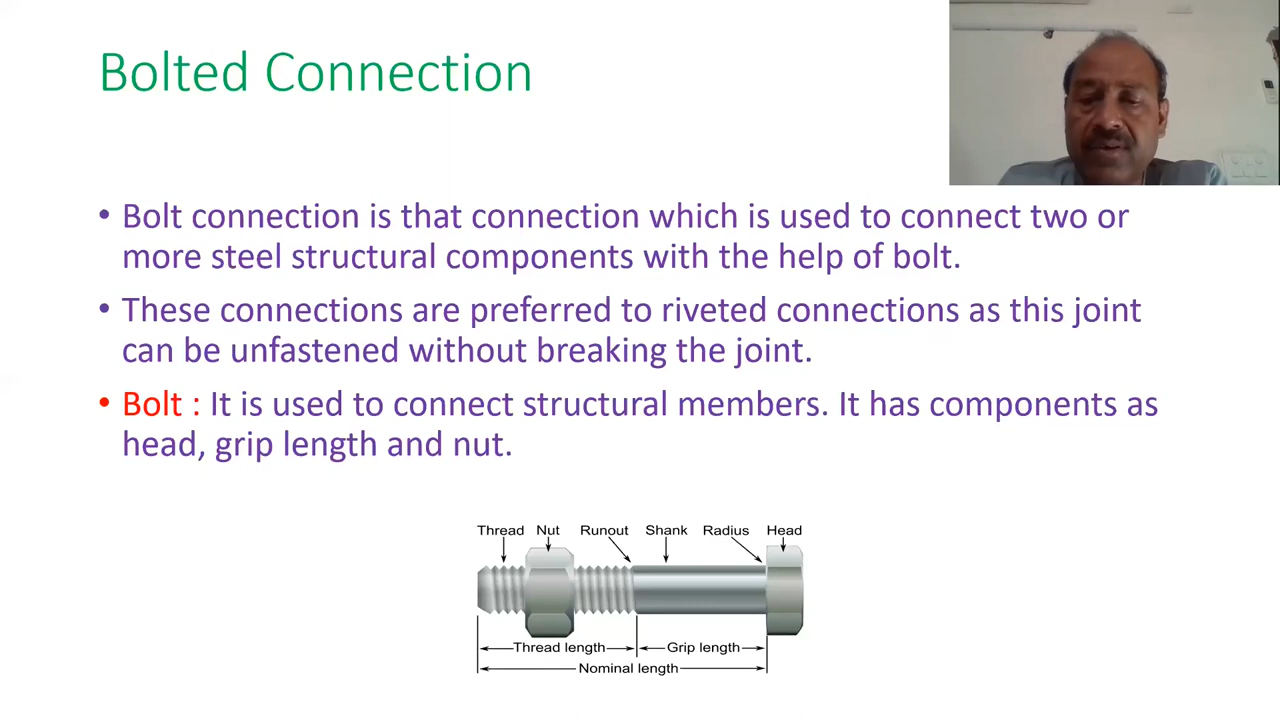 Bolted Connection
• Bolt connection is that connection which is used to connect two or
more steel structural components with the help of bolt.
• These connections are preferred to riveted connections as this joint
can be unfastened without breaking the joint.
• Bolt : It is used to connect structural members. It has components as
head, grip length and nut.
Thread Nut Runout Shank Radius Head
Thread length Grip length
Nominal length